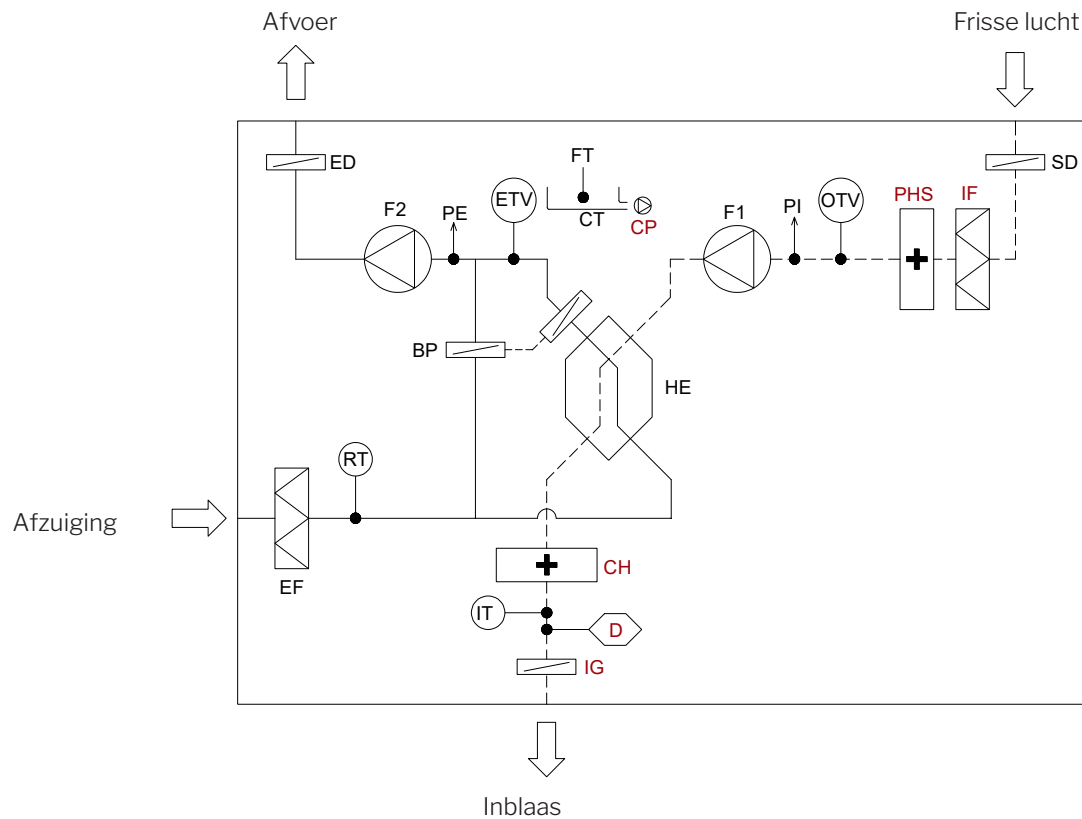 Afvoer
Frisse lucht
ED
FT
SD
F2
PE
ETV
CT
CP
F1
PI
OTV
PHS
IF
BP
HE
RT
Afzuiging
EF
CH
IT
D
IG
Inblaas